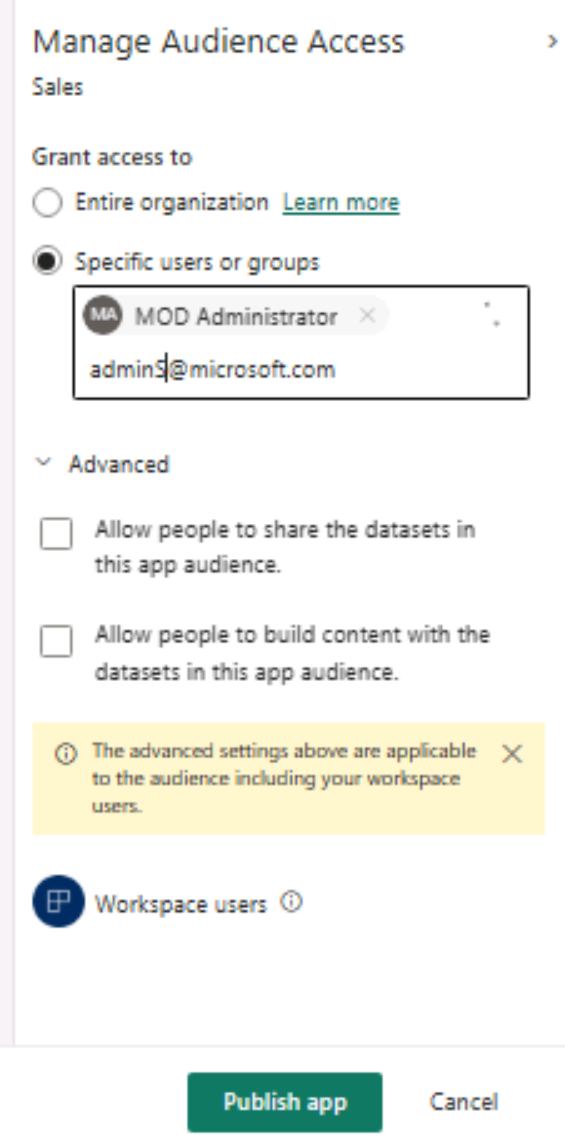 Manage Audience Access
Sales
Grant access to
Entire organization Learn more
Specific users or groups
MA MOD Administrator
adminS@microsoft.com
Advanced
Allow people to share the datasets in
this app audience.
Allow people to build content with the
datasets in this app audience.
The advanced settings above are applicable
to the audience including your workspace
users.
Workspace users
Publish app Cancel